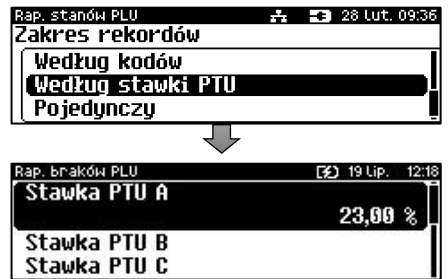 Rap. stanów PLU 28 Lut. 09:36
Zakres rekordów
Według kodów
Według stawki PTU
Pojedynczy
Rap. braków PLU 19 Lip. 12:18
Stawka PTU A
23,00 %
Stawka PTU B
Stawka PTU C